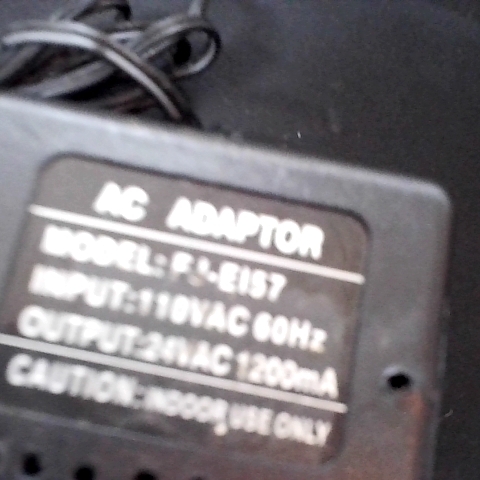 AC ADAPTOR
MODEL: FJ-EI57
INPUT:110VAC 60Hz
OUTPUT:24VAC 1200mA
CAUTION:INDOOR USE ONLY